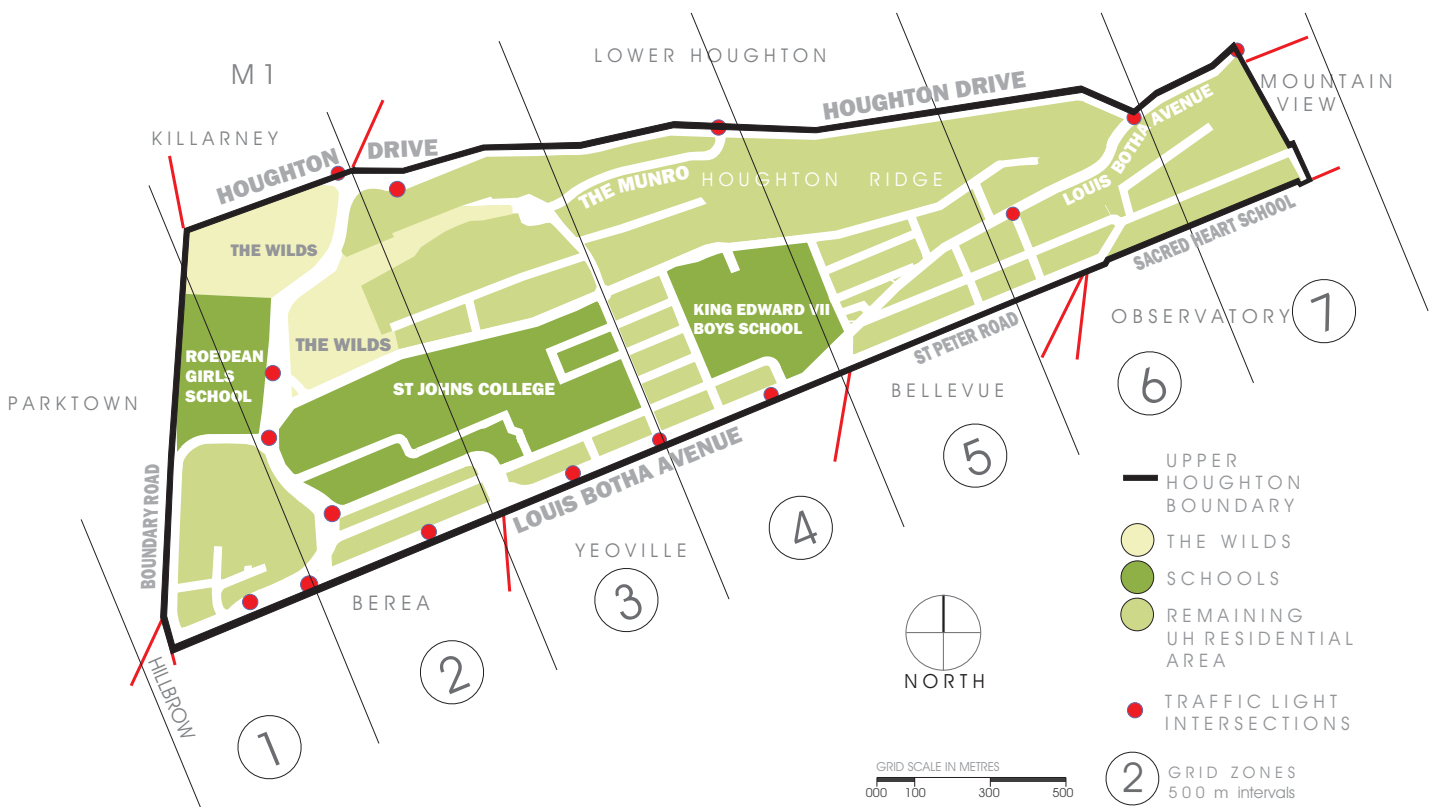 LOWER HOUGHTON
M1
KILLARNEY
HOUGHTON DRIVE
HOUGHTON DRIVE
MOUNTAIN
VIEW
LOUIS BOTHA AVENUE
THE MUNRO
HOUGHTON RIDGE
THE WILDS
SACRED HEART SCHOOL
KING EDWARD VII
BOYS SCHOOL
OBSERVATORY
7
THE WILDS
ROEDEAN
GIRLS
SCHOOL
ST PETER ROAD
ST JOHNS COLLEGE
PARKTOWN
BELLEVUE
6
BOUNDARY ROAD
LOUIS BOTHA AVENUE
5
4
YEOVILLE
BEREA
3
2
HILLBROW
1
NORTH
UPPER
HOUGHTON
BOUNDARY
THE WILDS
SCHOOLS
REMAINING
UH RESIDENTIAL
AREA
TRAFFIC LIGHT
INTERSECTIONS
2
GRID ZONES
500 m intervals
GRID SCALE IN METRES
000 100 300 500